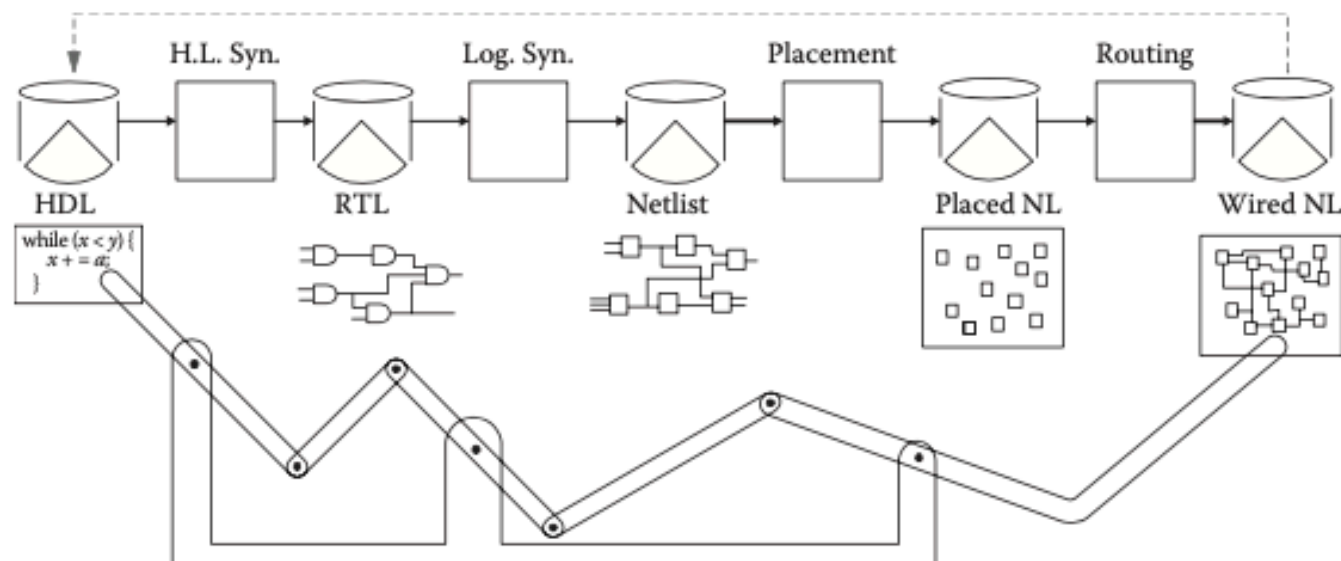 H.L. Syn.
Log. Syn.
Placement
Routing
HDL
RTL
Netlist
Placed NL
Wired NL
while (x < y) {
x + = a;
}